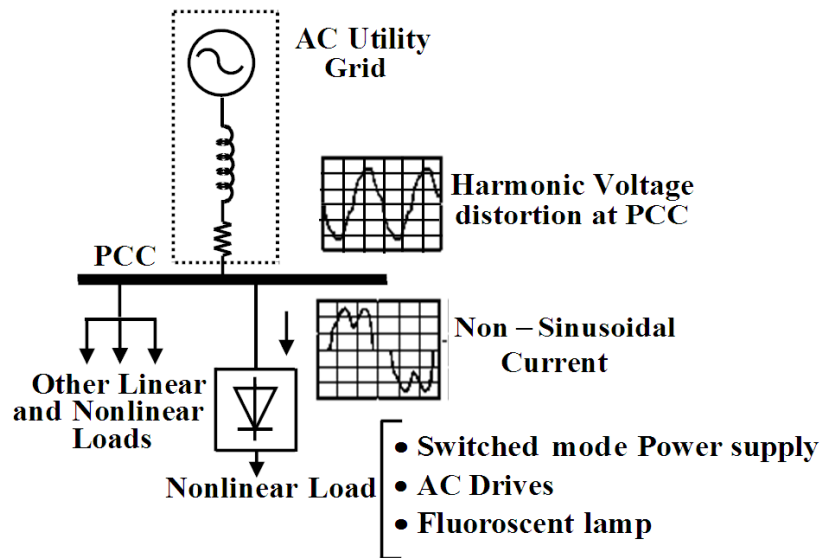 AC Utility
Grid
Harmonic Voltage
distortion at PCC
PCC
Non – Sinusoidal
Current
Other Linear
and Nonlinear
Loads
Nonlinear Load
• Switched mode Power supply
• AC Drives
• Fluoroscent lamp